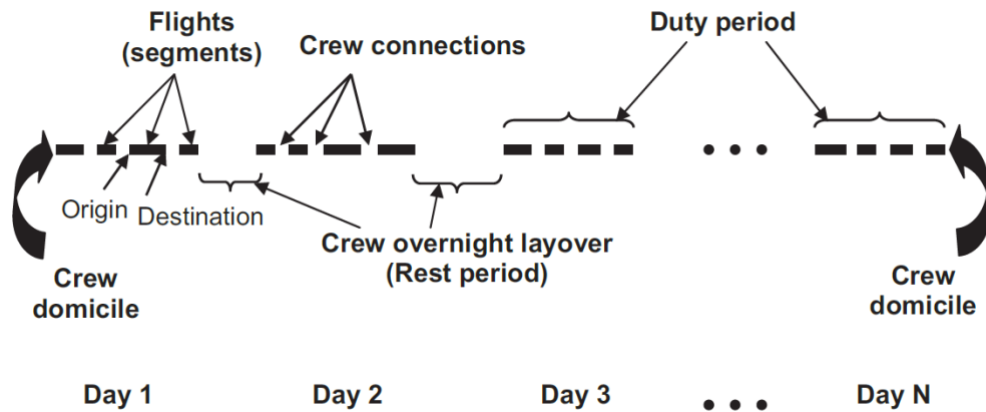 Flights
(segments)
Crew connections
Duty period
Origin
Destination
Crew overnight layover
(Rest period)
Crew
domicile
Crew
domicile
Day 1
Day 2
Day 3
Day N